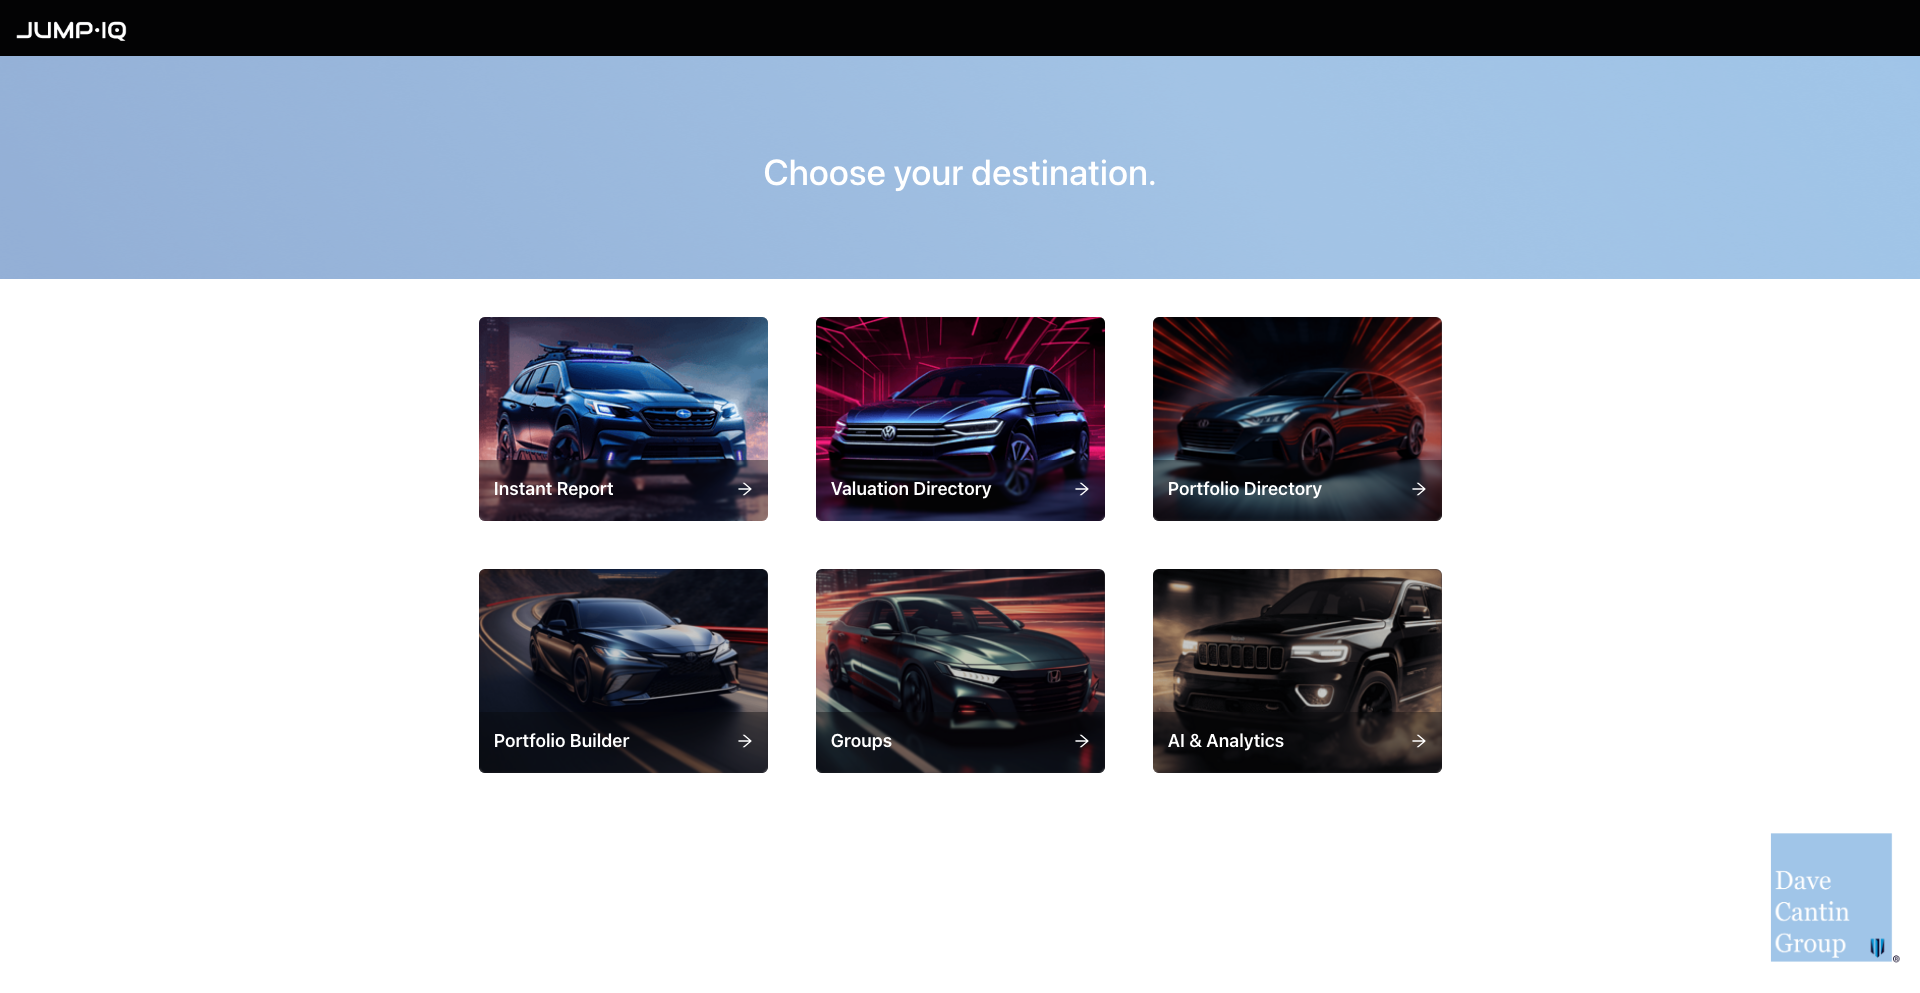 JUMP·IQ
Choose your destination.
Instant Report
Valuation Directory
Portfolio Directory
Portfolio Builder
Groups
AI & Analytics
Dave
Cantin
Group
®